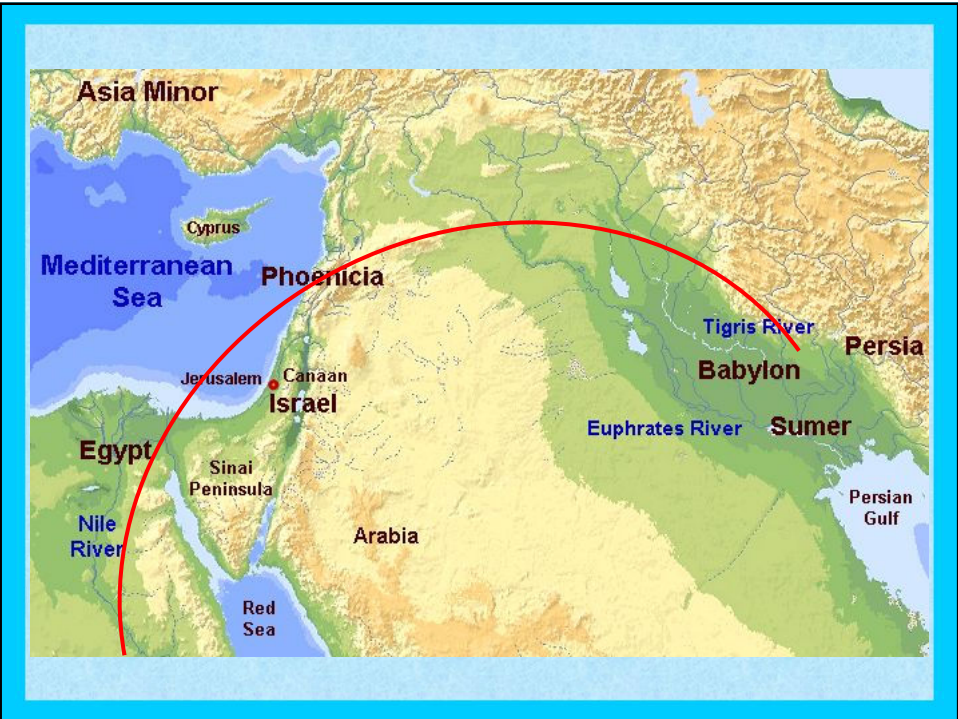 Asia Minor
Cyprus
Mediterranean
Sea
Phoenicia
Tigris River
Persia
Babylon
Jerusalem
Canaan
Israel
Euphrates River
Sumer
Egypt
Sinai
Peninsula
Persian
Gulf
Nile
River
Arabia
Red
Sea